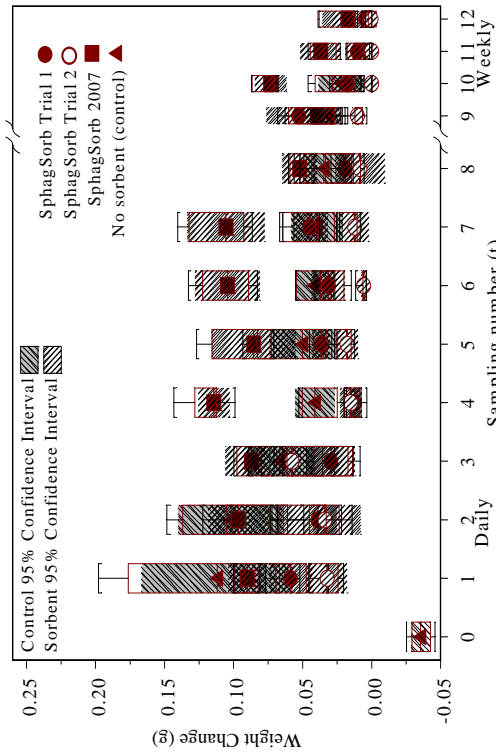 Control 95% Confidence Interval
Sorbent 95% Confidence Interval
SphagSorb Trial 1
SphagSorb Trial 2
SphagSorb 2007
No sorbent (control)
Weight Change (g)
0.25
0.20
0.15
0.10
0.05
0.00
-0.05
0 1 2 3 4 5 6 7 8 9 10 11 12
Daily
Weekly
Sampling number (t)